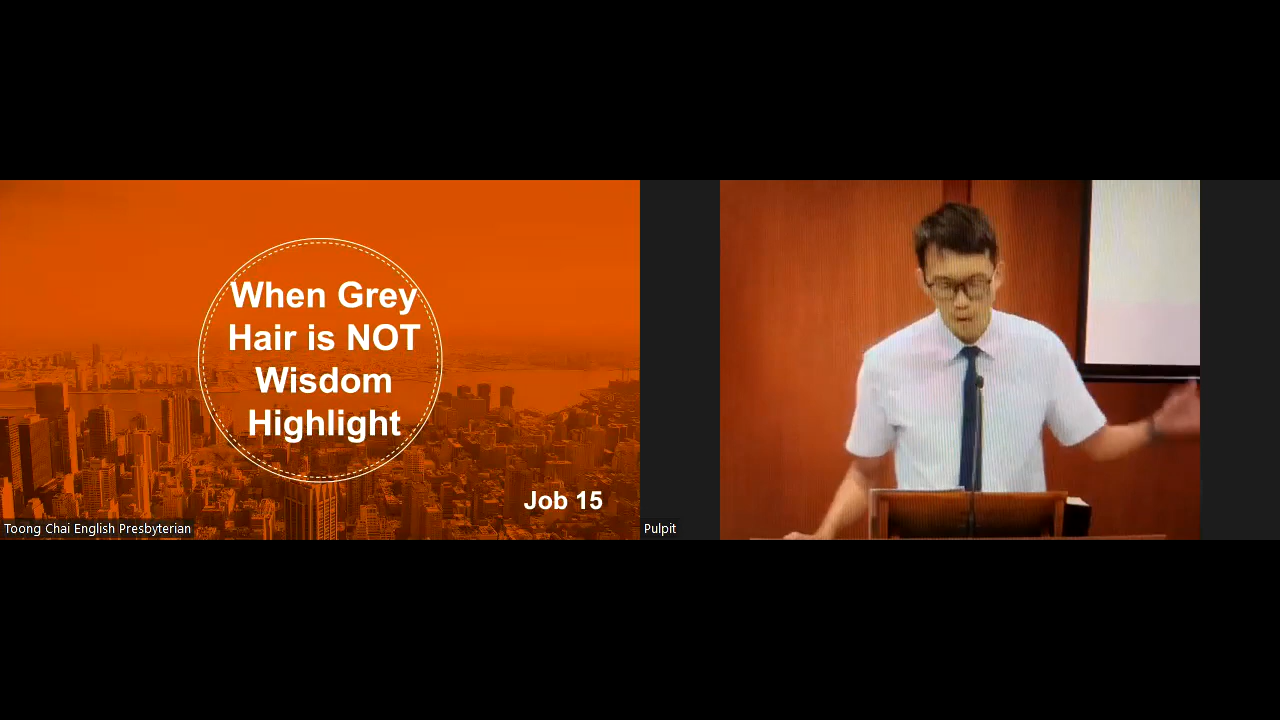 When Grey
Hair is NOT
Wisdom
Highlight
Job 15
Toong Chai English Presbyterian
Pulpit